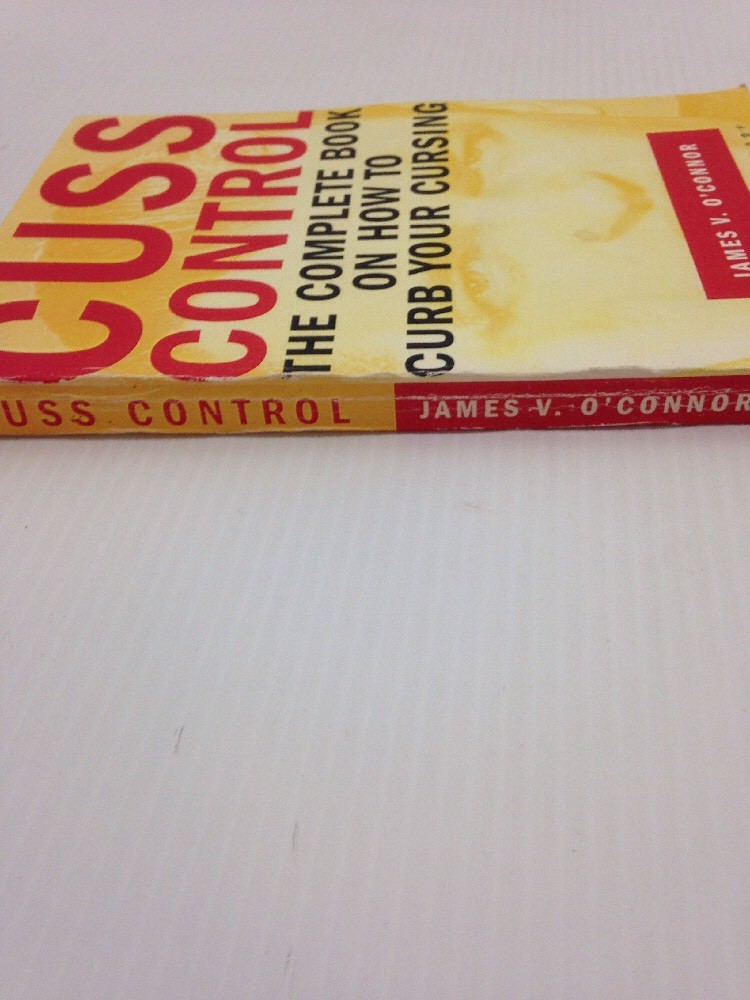 CUSS
CONTROL
THE COMPLETE BOOK
ON HOW TO
CURB YOUR CURSING
JAMES V. O'CONNOR
USS CONTROL
JAMES V. O'CONNOR